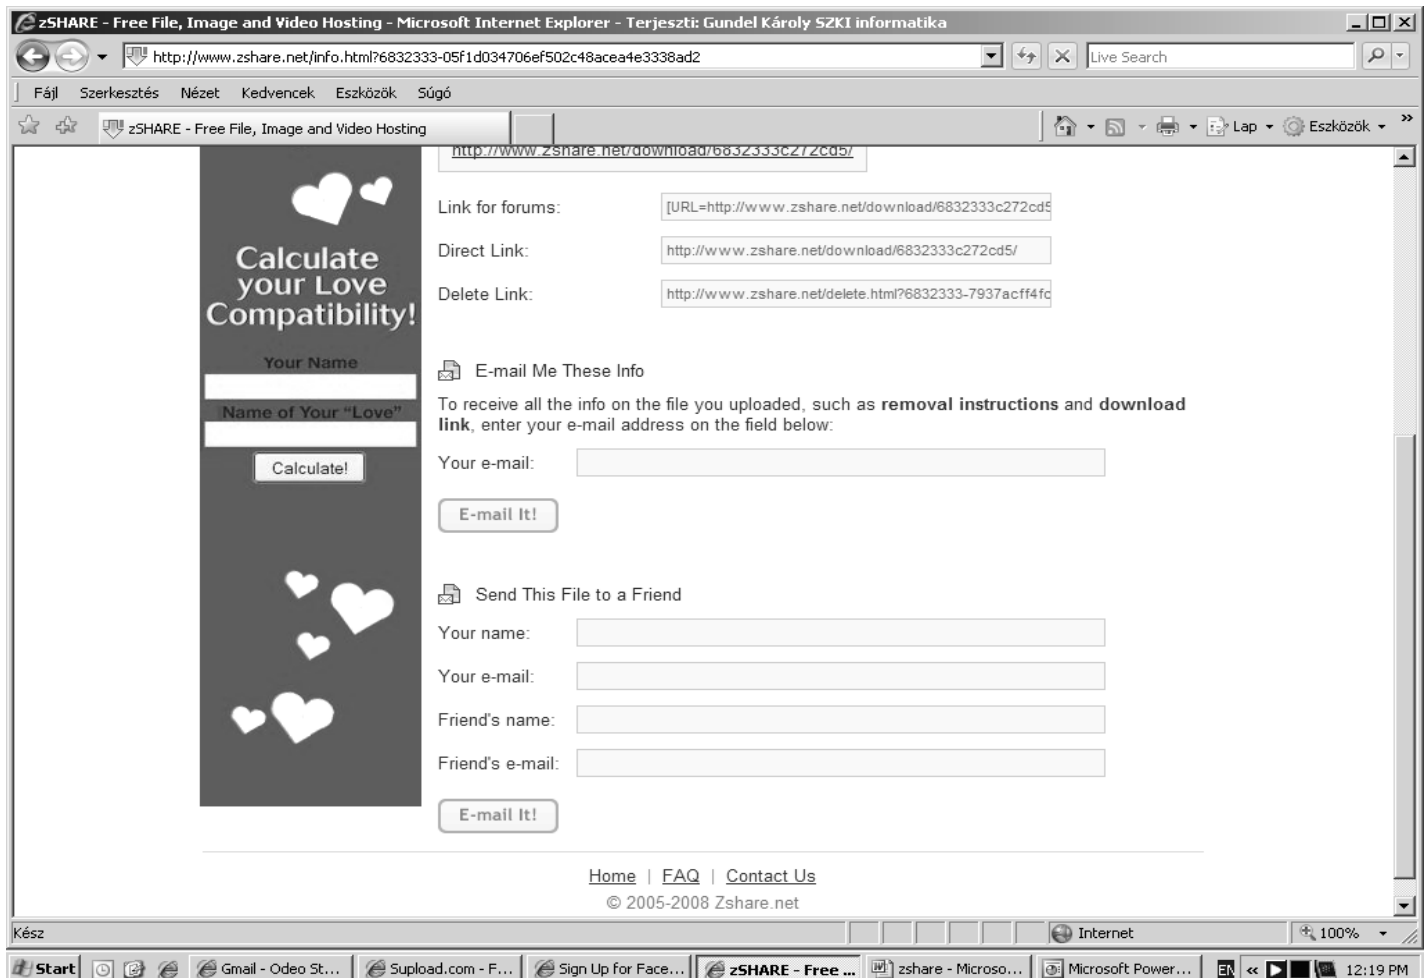 zSHARE - Free File, Image and Video Hosting - Microsoft Internet Explorer - Terjeszti: Gundel Károly SZKI informatika
http://www.zshare.net/info.html?6832333-05f1d034706ef502c48acea4e3338ad2
Live Search
Fájl Szerkesztés Nézet Kedvencek Eszközök Súgó
zSHARE - Free File, Image and Video Hosting
Lap Eszközök »
http://www.zshare.net/download/6832333c272cd5/
Link for forums: [URL=http://www.zshare.net/download/6832333c272cd5
Direct Link: http://www.zshare.net/download/6832333c272cd5/
Delete Link: http://www.zshare.net/delete.html?6832333-7937acff4fc
Calculate
your Love
Compatibility!
Your Name
Name of Your “Love”
Calculate!
E-mail Me These Info
To receive all the info on the file you uploaded, such as removal instructions and download
link, enter your e-mail address on the field below:
Your e-mail:
E-mail It!
Send This File to a Friend
Your name:
Your e-mail:
Friend's name:
Friend's e-mail:
E-mail It!
Home | FAQ | Contact Us
© 2005-2008 Zshare.net
Kész
Internet
100%
Start Gmail - Odeo St... Supload.com - F... Sign Up for Face... zSHARE - Free ... zshare - Microso... Microsoft Power... EN « 12:19 PM